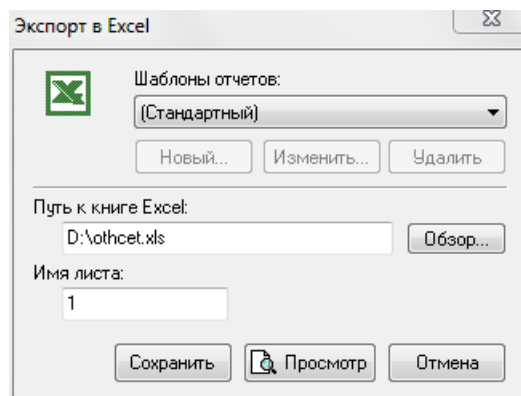 Экспорт в Excel
Шаблоны отчетов:
(Стандартный)
Новый... Изменить... Удалить
Путь к книге Excel:
D:\othcet.xls Обзор...
Имя листа:
1
Сохранить Просмотр Отмена